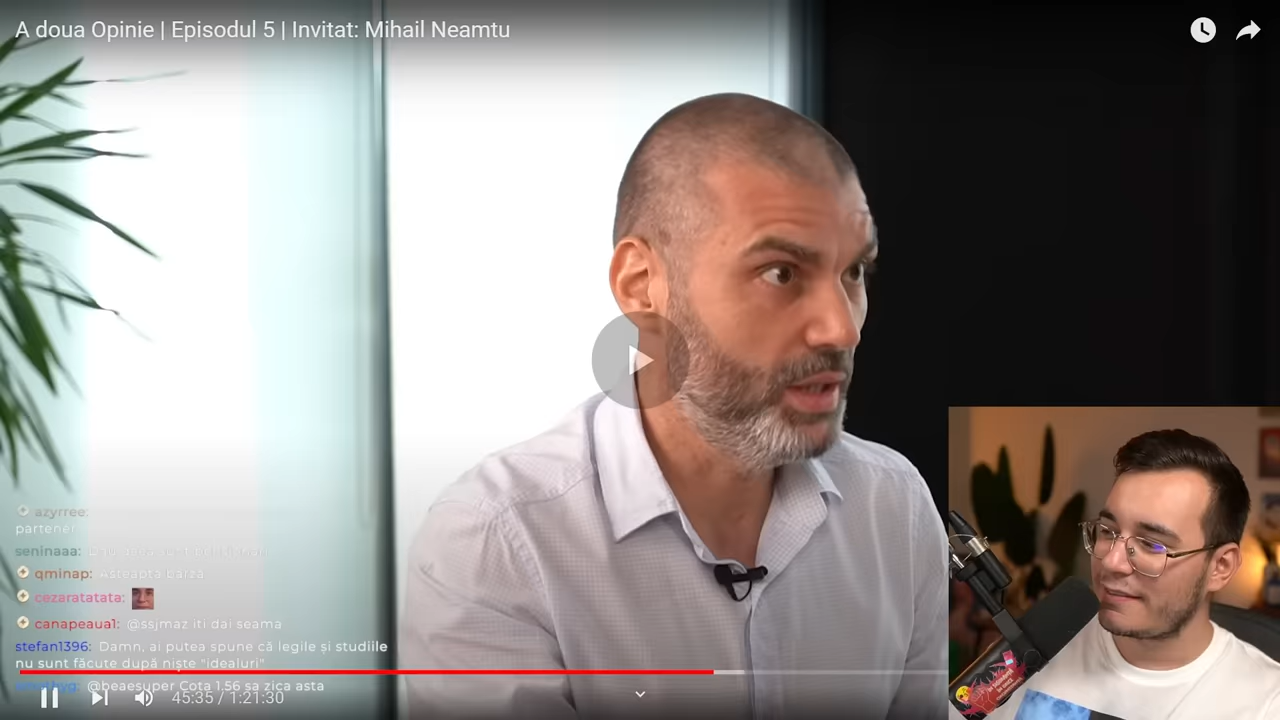 A doua Opinie | Episodul 5 | Invitat: Mihail Neamtu
azyrree:
partener
seninaaa:
qminap: Asteapta barza
cezaratatata:
canapeaua1: @ssjmaz iti dai seama
stefan1396: Damn, ai putea spune că legile și studiile
nu sunt făcute după niște "idealuri"
@beaesuper Cota 1.56 sa zica asta
45:35 / 1:21:30